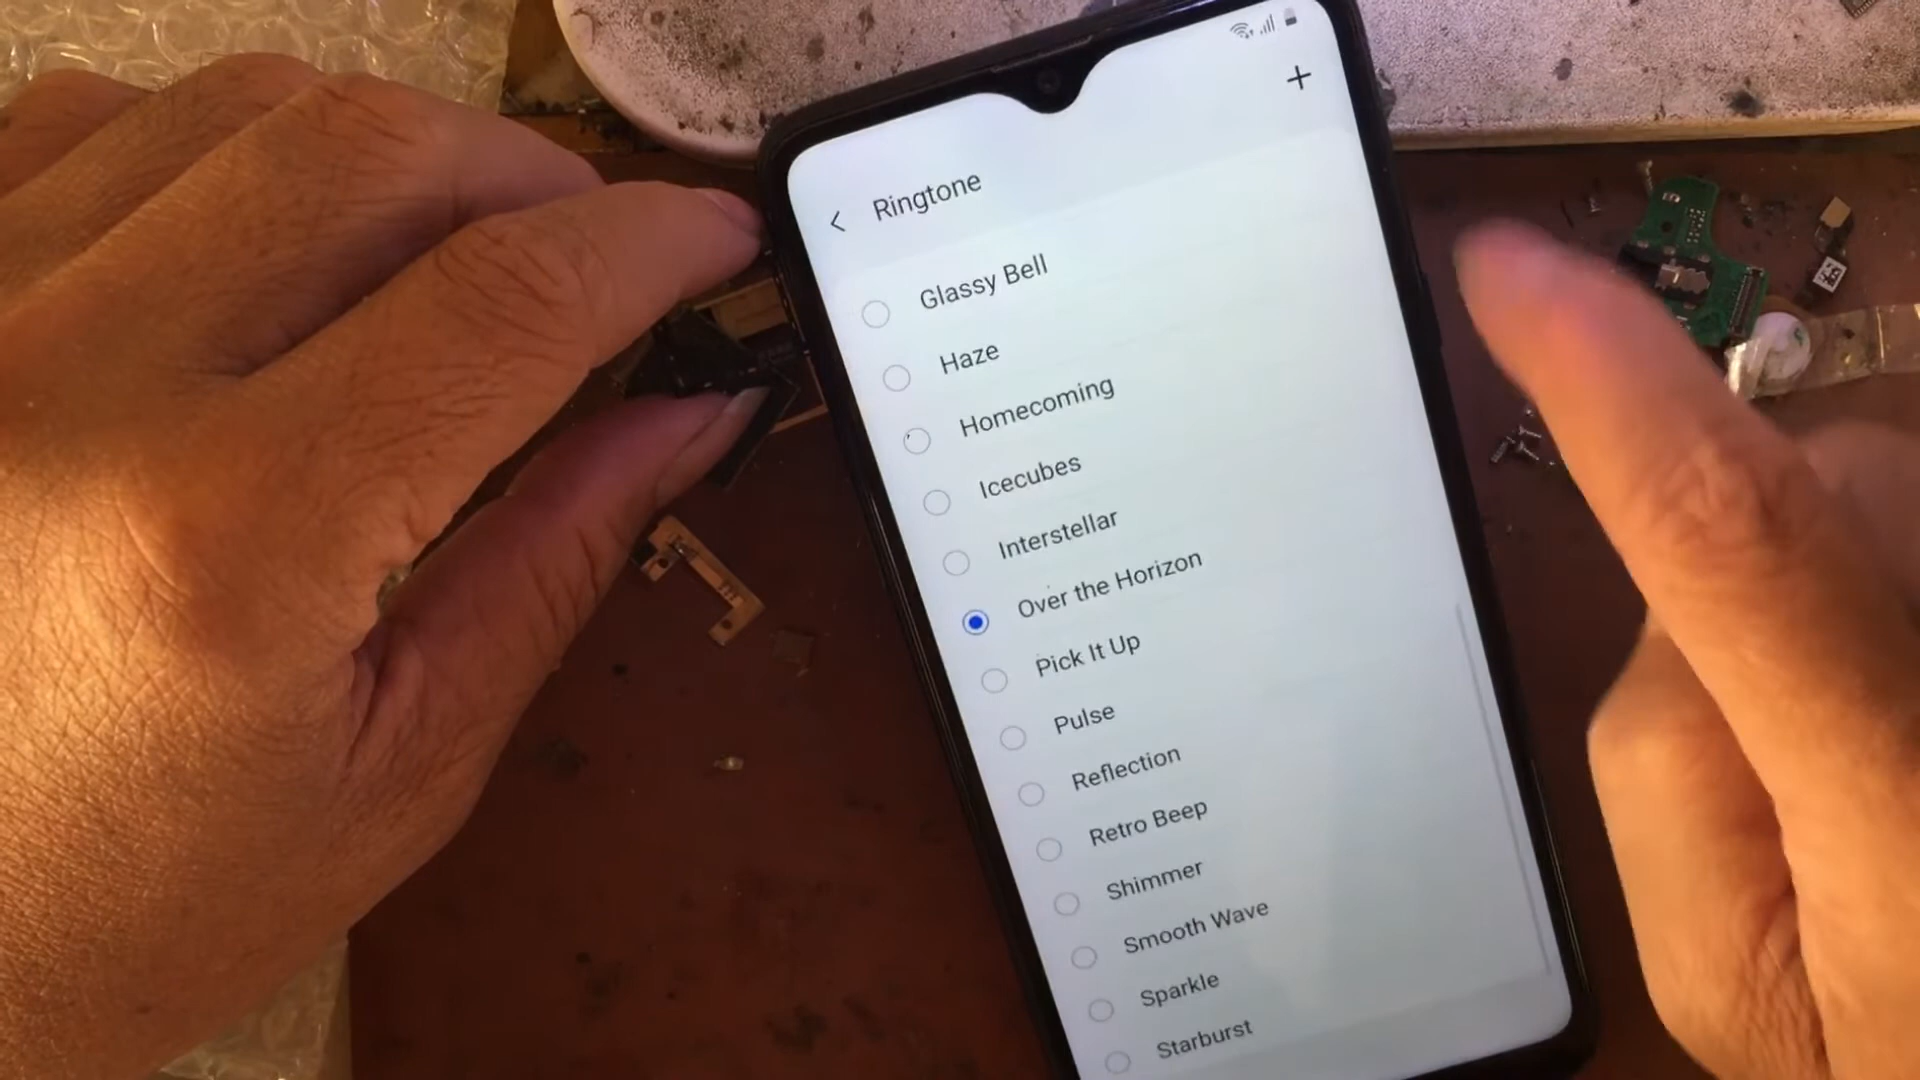 Ringtone
Glassy Bell
Haze
Homecoming
Icecubes
Interstellar
Over the Horizon
Pick It Up
Pulse
Reflection
Retro Beep
Shimmer
Smooth Wave
Sparkle
Starburst